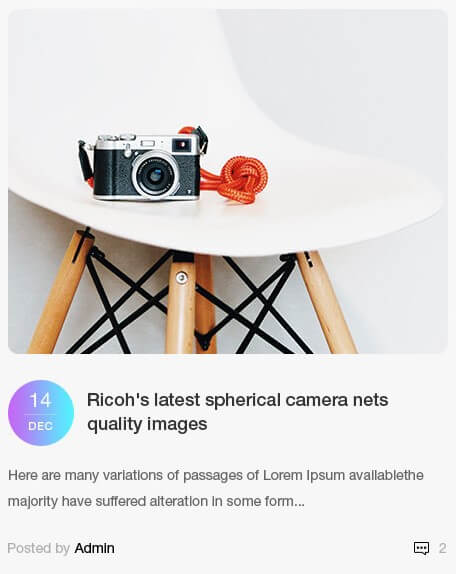 14
DEC
Ricoh's latest spherical camera nets
quality images
Here are many variations of passages of Lorem Ipsum availablethe
majority have suffered alteration in some form...
Posted by Admin
2